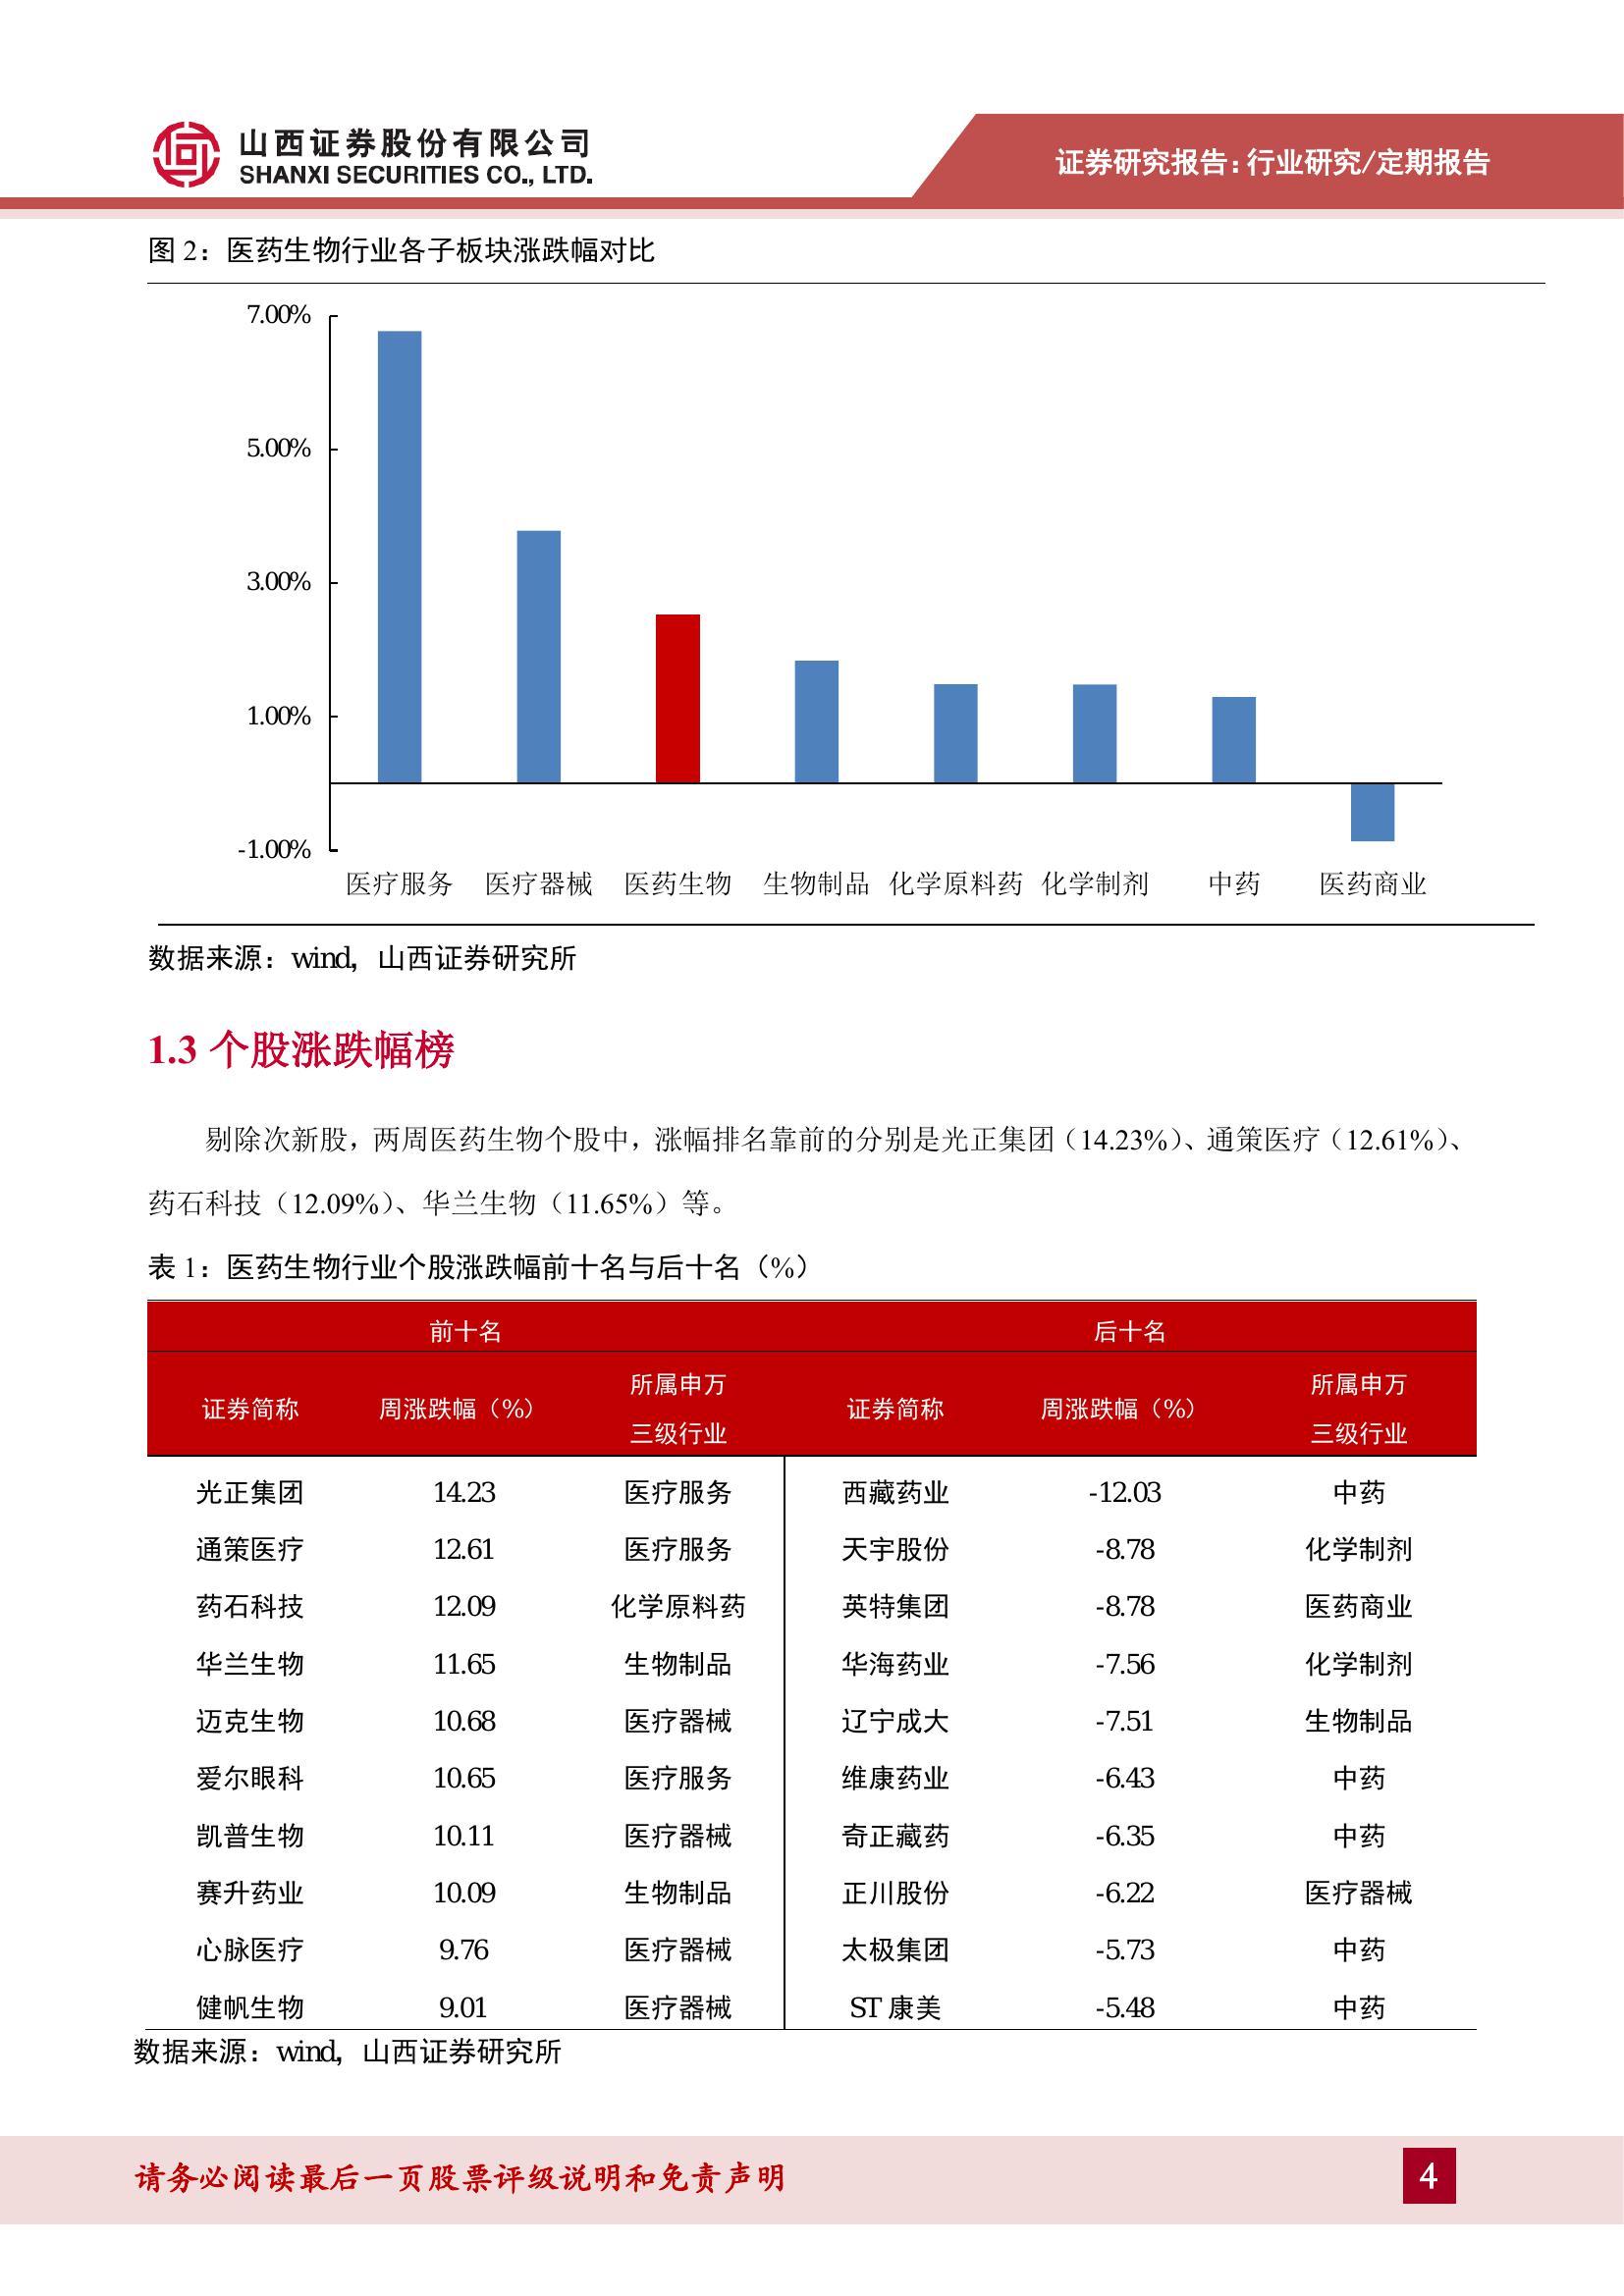 山西证券股份有限公司
SHANXI SECURITIES CO., LTD.
证券研究报告：行业研究/定期报告
图 2：医药生物行业各子板块涨跌幅对比
7.00%
5.00%
3.00%
1.00%
-1.00%
医疗服务 医疗器械 医药生物 生物制品 化学原料药 化学制剂 中药 医药商业
数据来源：wind，山西证券研究所
1.3 个股涨跌幅榜
剔除次新股，两周医药生物个股中，涨幅排名靠前的分别是光正集团（14.23%）、通策医疗（12.61%）、
药石科技（12.09%）、华兰生物（11.65%）等。
表 1：医药生物行业个股涨跌幅前十名与后十名（%）
前十名 后十名
证券简称 周涨跌幅（%） 所属申万三级行业 证券简称 周涨跌幅（%） 所属申万三级行业
光正集团 14.23 医疗服务 西藏药业 -12.03 中药
通策医疗 12.61 医疗服务 天宇股份 -8.78 化学制剂
药石科技 12.09 化学原料药 英特集团 -8.78 医药商业
华兰生物 11.65 生物制品 华海药业 -7.56 化学制剂
迈克生物 10.68 医疗器械 辽宁成大 -7.51 生物制品
爱尔眼科 10.65 医疗服务 维康药业 -6.43 中药
凯普生物 10.11 医疗器械 奇正藏药 -6.35 中药
赛升药业 10.09 生物制品 正川股份 -6.22 医疗器械
心脉医疗 9.76 医疗器械 太极集团 -5.73 中药
健帆生物 9.01 医疗器械 ST 康美 -5.48 中药
数据来源：wind，山西证券研究所
请务必阅读最后一页股票评级说明和免责声明
4